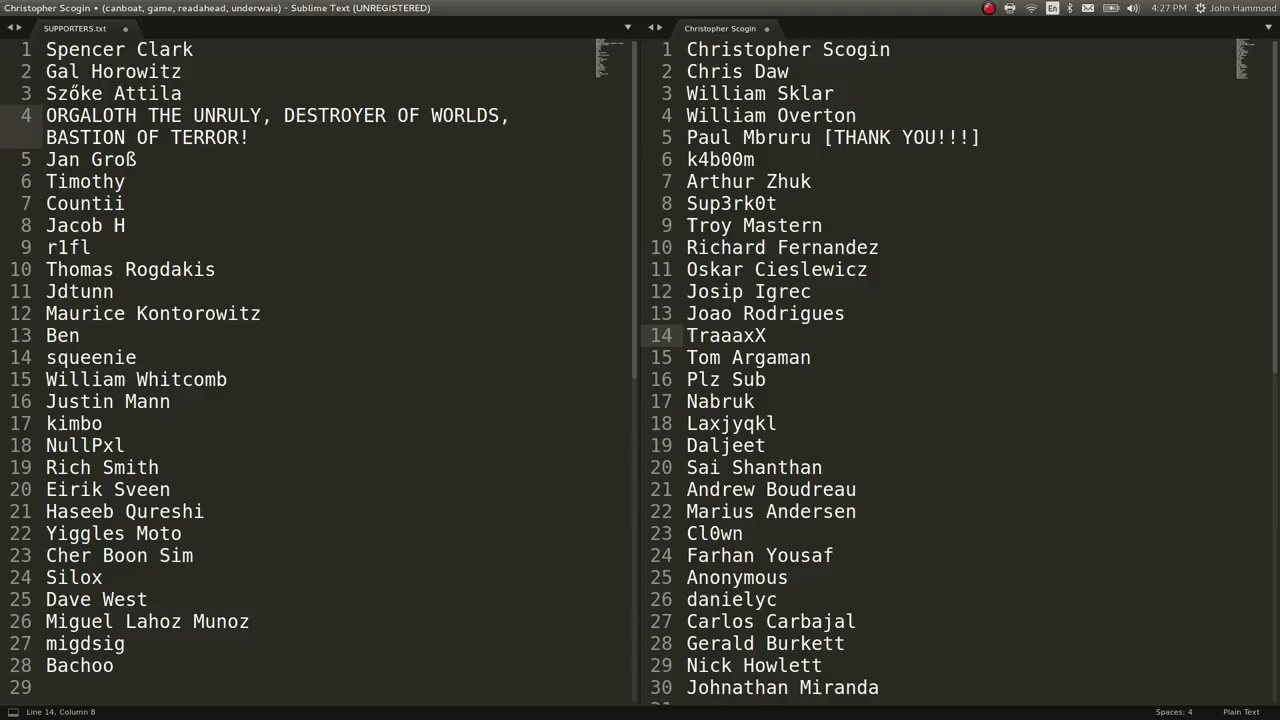 Christopher Scogin • (canboat, game, readahead, underwais) - Sublime Text (UNREGISTERED)
En
4:27 PM
John Hammond
SUPPORTERS.txt
1 Spencer Clark
2 Gal Horowitz
3 Szőke Attila
4 ORGALOTH THE UNRULY, DESTROYER OF WORLDS,
BASTION OF TERROR!
5 Jan Groß
6 Timothy
7 Countii
8 Jacob H
9 r1fl
10 Thomas Rogdakis
11 Jdtunn
12 Maurice Kontorowitz
13 Ben
14 squeenie
15 William Whitcomb
16 Justin Mann
17 kimbo
18 NullPxl
19 Rich Smith
20 Eirik Sveen
21 Haseeb Qureshi
22 Yiggles Moto
23 Cher Boon Sim
24 Silox
25 Dave West
26 Miguel Lahoz Munoz
27 migdsig
28 Bachoo
29
Christopher Scogin
1 Christopher Scogin
2 Chris Daw
3 William Sklar
4 William Overton
5 Paul Mbruru [THANK YOU!!!]
6 k4b00m
7 Arthur Zhuk
8 Sup3rk0t
9 Troy Mastern
10 Richard Fernandez
11 Oskar Cieslewicz
12 Josip Igrec
13 Joao Rodrigues
14 TraaaxX
15 Tom Argaman
16 Plz Sub
17 Nabruk
18 Laxjyqkl
19 Daljeet
20 Sai Shanthan
21 Andrew Boudreau
22 Marius Andersen
23 Cl0wn
24 Farhan Yousaf
25 Anonymous
26 danielyc
27 Carlos Carbajal
28 Gerald Burkett
29 Nick Howlett
30 Johnathan Miranda
Line 14, Column 8
Spaces: 4
Plain Text